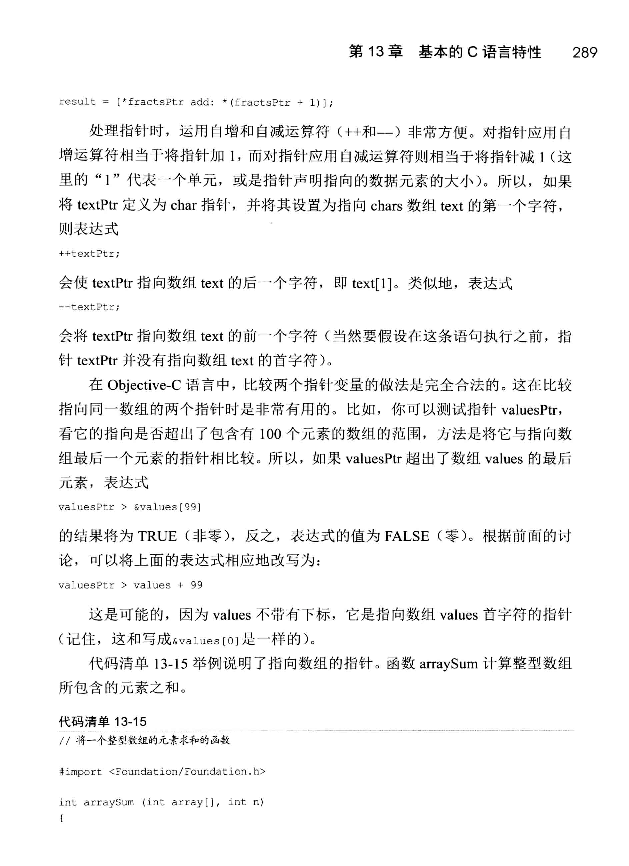 第 13 章 基本的 C 语言特性 289
result = [*fractsPtr add: *(fractsPtr + 1)];
处理指针时，运用自增和自减运算符（++和--）非常方便。对指针应用自
增运算符相当于将指针加 1，而对指针应用自减运算符则相当于将指针减 1（这
里的“1”代表一个单元，或是指针声明指向的数据元素的大小）。所以，如果
将 textPtr 定义为 char 指针，并将其设置为指向 chars 数组 text 的第一个字符，
则表达式
++textPtr;
会使 textPtr 指向数组 text 的后一个字符，即 text[1]。类似地，表达式
--textPtr;
会将 textPtr 指向数组 text 的前一个字符（当然要假设在这条语句执行之前，指
针 textPtr 并没有指向数组 text 的首字符）。
在 Objective-C 语言中，比较两个指针变量的做法是完全合法的。这在比较
指向同一数组的两个指针时是非常有用的。比如，你可以测试指针 valuesPtr，
看它的指向是否超出了包含有 100 个元素的数组的范围，方法是将它与指向数
组最后一个元素的指针相比较。所以，如果 valuesPtr 超出了数组 values 的最后
元素，表达式
valuesPtr > &values[99]
的结果将为 TRUE（非零），反之，表达式的值为 FALSE（零）。根据前面的讨
论，可以将上面的表达式相应地改写为：
valuesPtr > values + 99
这是可能的，因为 values 不带有下标，它是指向数组 values 首字符的指针
（记住，这和写成&values[0]是一样的）。
代码清单 13-15 举例说明了指向数组的指针。函数 arraySum 计算整型数组
所包含的元素之和。
代码清单 13-15
// 将一个整型数组的元素求和的函数
#import <Foundation/Foundation.h>
int arraySum (int array[], int n)
{